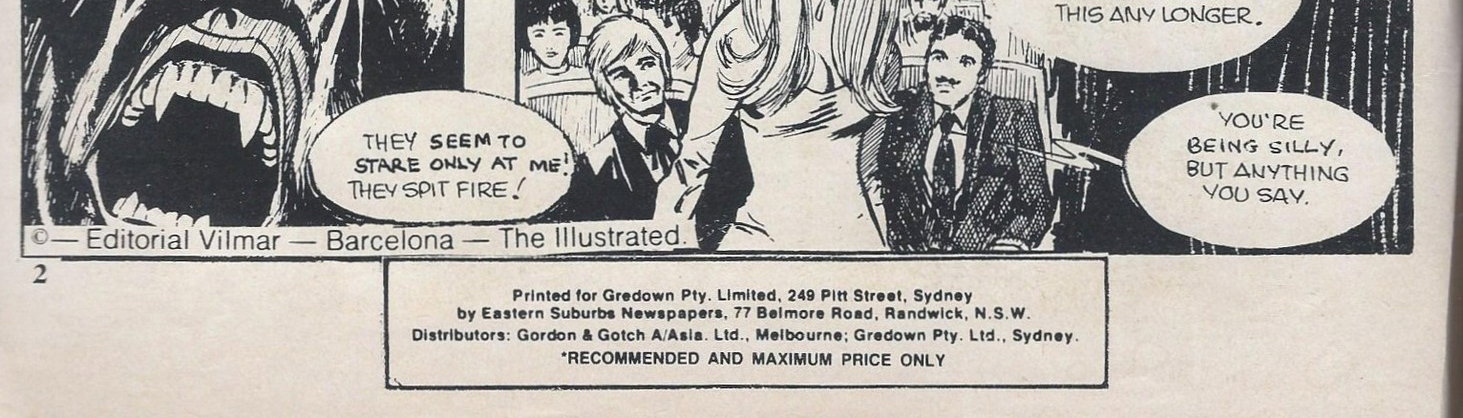 THIS ANY LONGER.
THEY SEEM TO
STARE ONLY AT ME!
THEY SPIT FIRE!
YOU'RE
BEING SILLY,
BUT ANYTHING
YOU SAY.
©— Editorial Vilmar — Barcelona — The Illustrated.
2
Printed for Gredown Pty. Limited, 249 Pitt Street, Sydney
by Eastern Suburbs Newspapers, 77 Belmore Road, Randwick, N.S.W.
Distributors: Gordon & Gotch A/Asia. Ltd., Melbourne; Gredown Pty. Ltd., Sydney.
*RECOMMENDED AND MAXIMUM PRICE ONLY